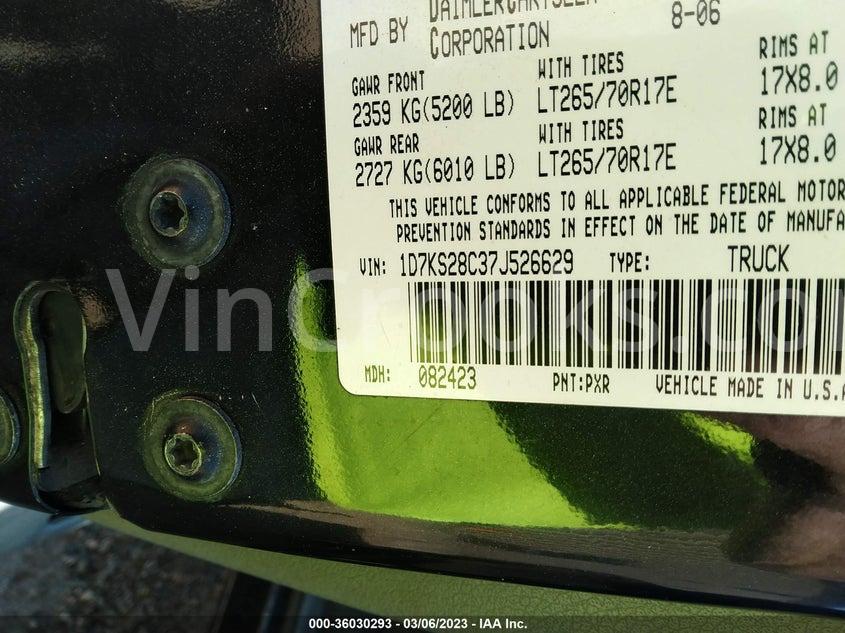 MFD BY DAIMLERCHRYSLER CORPORATION 8-06
GAWR FRONT WITH TIRES RIMS AT
2359 KG(5200 LB) LT265/70R17E 17X8.0
GAWR REAR WITH TIRES RIMS AT
2727 KG(6010 LB) LT265/70R17E 17X8.0
THIS VEHICLE CONFORMS TO ALL APPLICABLE FEDERAL MOTOR
PREVENTION STANDARDS IN EFFECT ON THE DATE OF MANUFA
VIN: 1D7KS28C37J526629 TYPE: TRUCK
VinCrooks.co
MDH: 082423 PNT:PXR VEHICLE MADE IN U.S.A
000-36030293 - 03/06/2023 - IAA Inc.